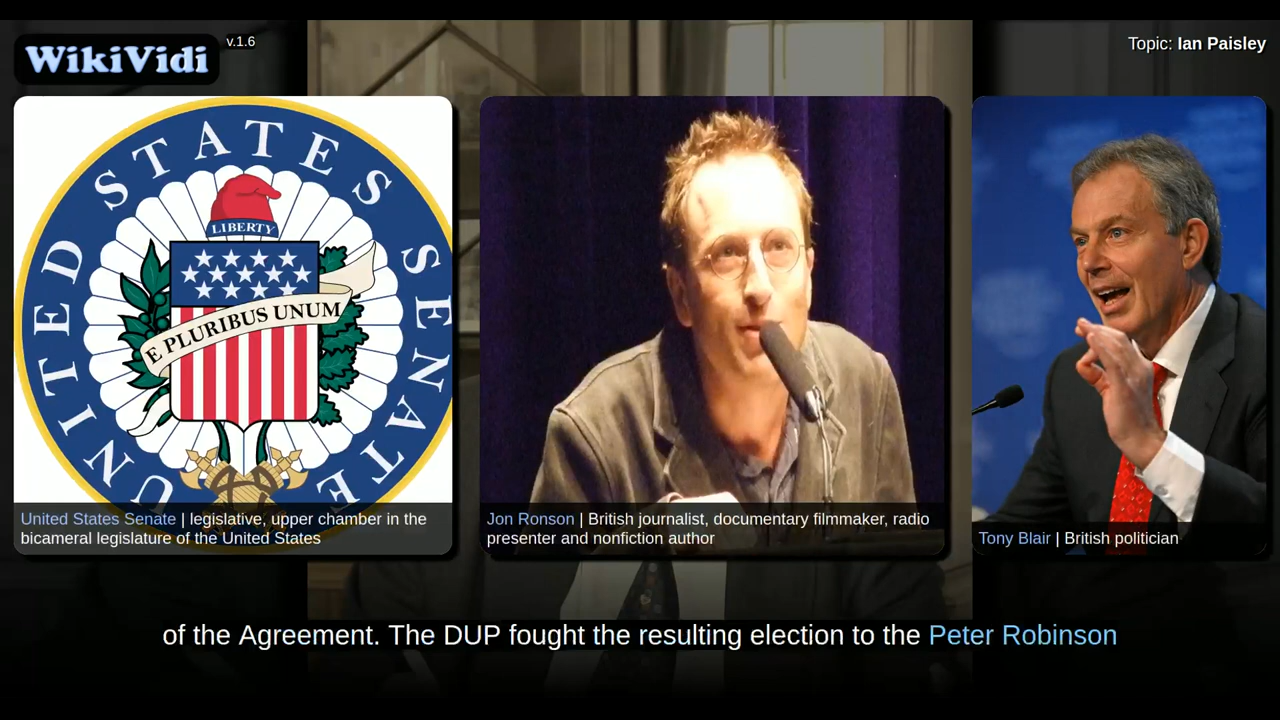 WikiVidi
v.1.6
Topic: Ian Paisley
UNITED STATES SENATE
LIBERTY
E PLURIBUS UNUM
United States Senate | legislative, upper chamber in the
bicameral legislature of the United States
Jon Ronson | British journalist, documentary filmmaker, radio
presenter and nonfiction author
Tony Blair | British politician
of the Agreement. The DUP fought the resulting election to the Peter Robinson